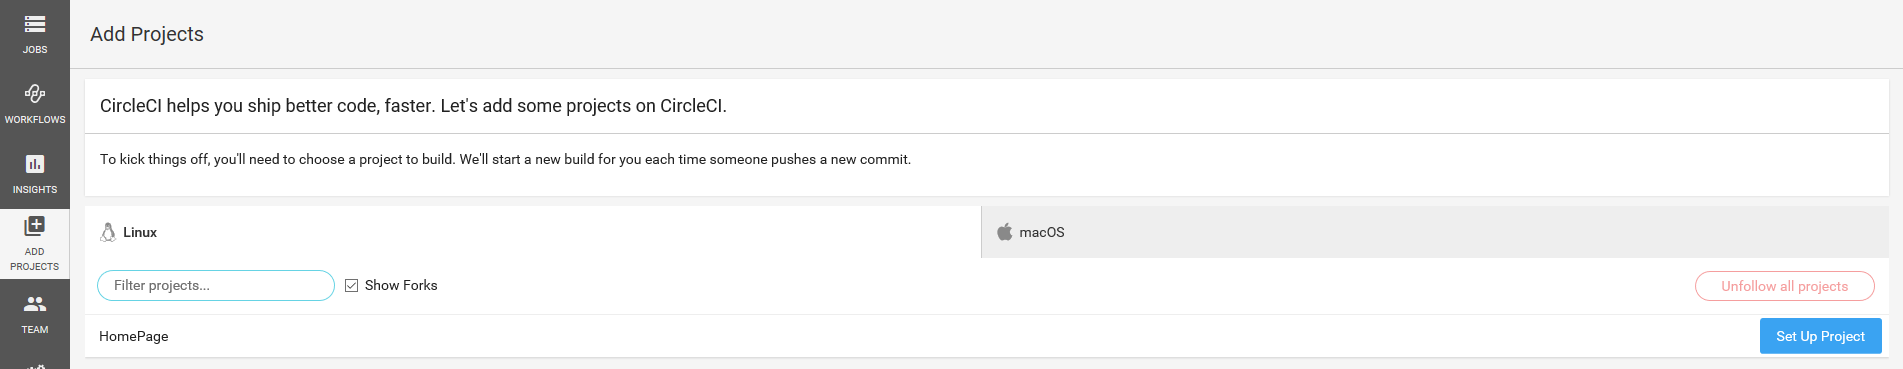 JOBS
WORKFLOWS
INSIGHTS
ADD
PROJECTS
TEAM
Add Projects
CircleCI helps you ship better code, faster. Let's add some projects on CircleCI.
To kick things off, you'll need to choose a project to build. We'll start a new build for you each time someone pushes a new commit.
Linux
macOS
Filter projects...
Show Forks
Unfollow all projects
HomePage
Set Up Project